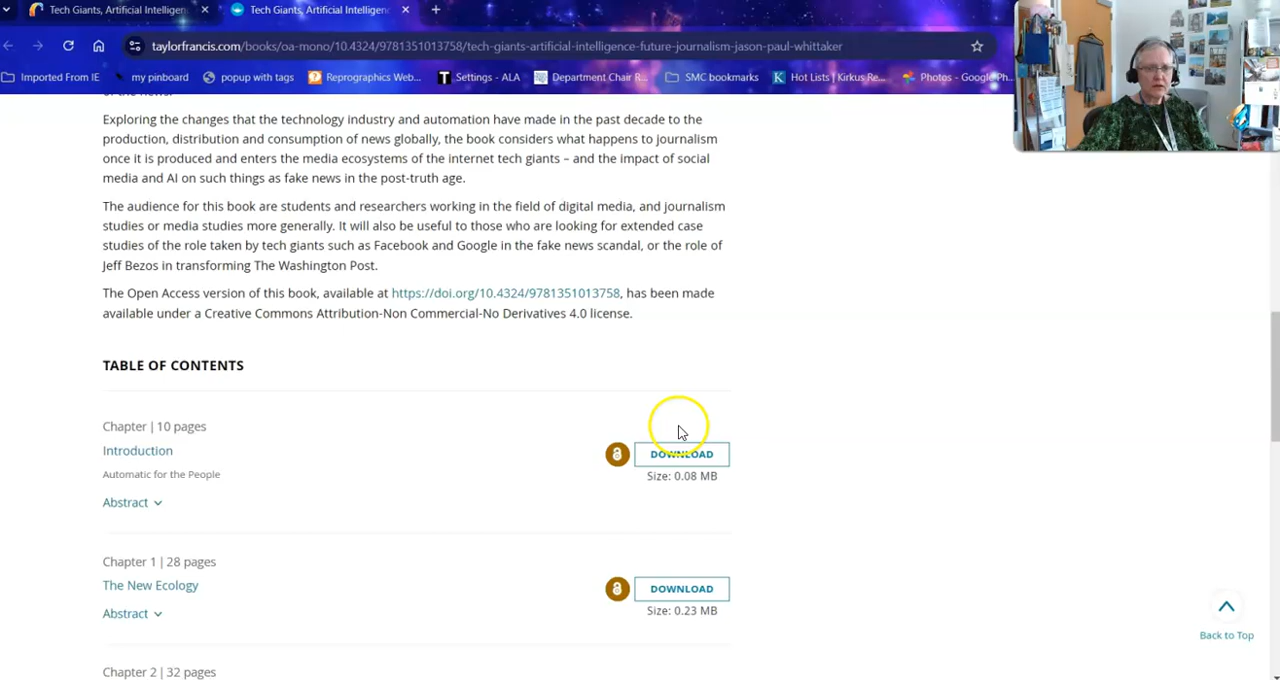 Tech Giants, Artificial Intelligen
Tech Giants, Artificial Intelligen
taylorfrancis.com/books/oa-mono/10.4324/9781351013758/tech-giants-artificial-intelligence-future-journalism-jason-paul-whittaker
Imported From IE
my pinboard
popup with tags
Reprographics Web...
Settings - ALA
Department Chair R...
SMC bookmarks
Hot Lists | Kirkus Re...
Photos - Google Ph
of the news.
Exploring the changes that the technology industry and automation have made in the past decade to the
production, distribution and consumption of news globally, the book considers what happens to journalism
once it is produced and enters the media ecosystems of the internet tech giants – and the impact of social
media and AI on such things as fake news in the post-truth age.
The audience for this book are students and researchers working in the field of digital media, and journalism
studies or media studies more generally. It will also be useful to those who are looking for extended case
studies of the role taken by tech giants such as Facebook and Google in the fake news scandal, or the role of
Jeff Bezos in transforming The Washington Post.
The Open Access version of this book, available at https://doi.org/10.4324/9781351013758, has been made
available under a Creative Commons Attribution-Non Commercial-No Derivatives 4.0 license.
TABLE OF CONTENTS
Chapter | 10 pages
Introduction
DOWNLOAD
Automatic for the People
Size: 0.08 MB
Abstract
Chapter 1 | 28 pages
The New Ecology
DOWNLOAD
Abstract
Size: 0.23 MB
Back to Top
Chapter 2 | 32 pages